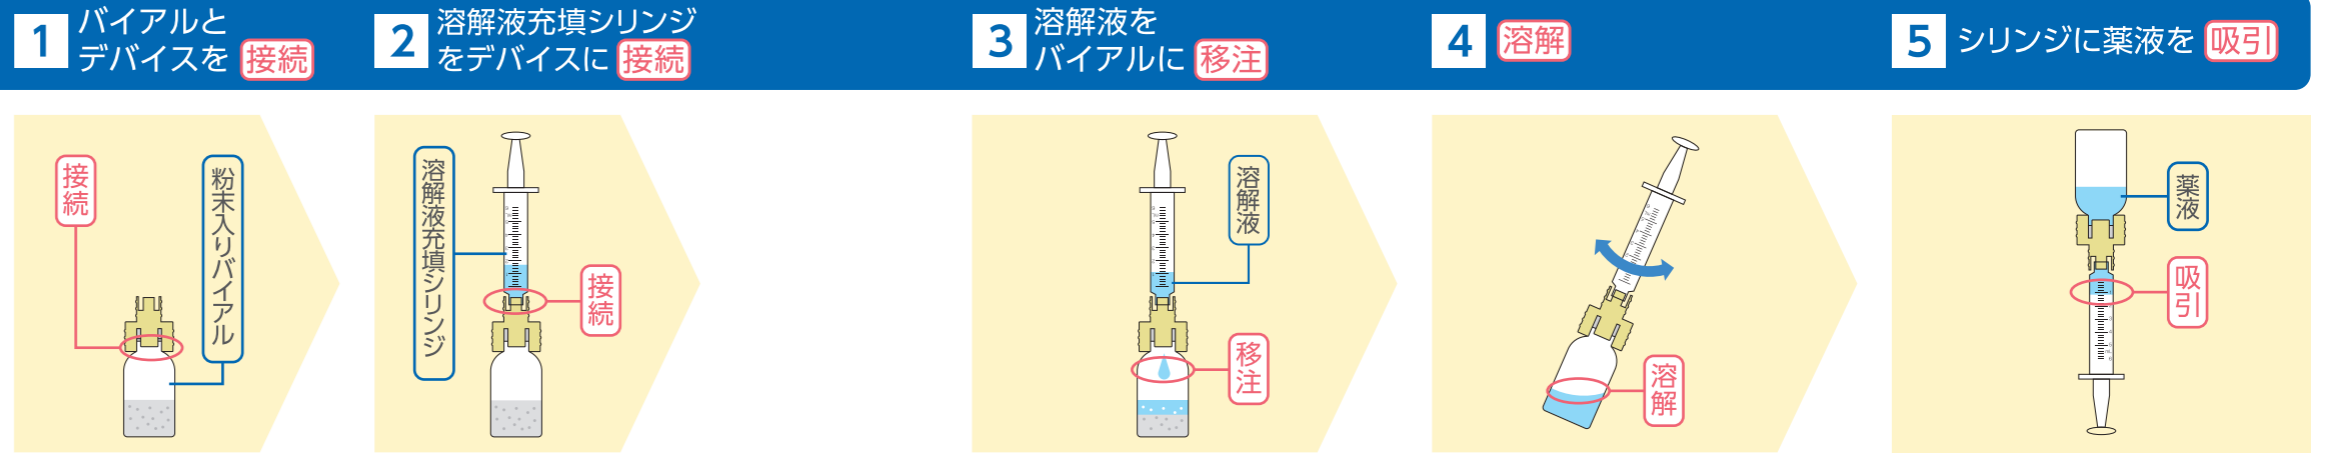 1 バイアルと
デバイスを 接続
2 溶解液充填シリンジ
をデバイスに 接続
3 溶解液を
バイアルに 移注
4 溶解
5 シリンジに薬液を 吸引
接続
粉末入りバイアル
溶解液充填シリンジ
接続
溶解液
移注
溶解
薬液
吸引